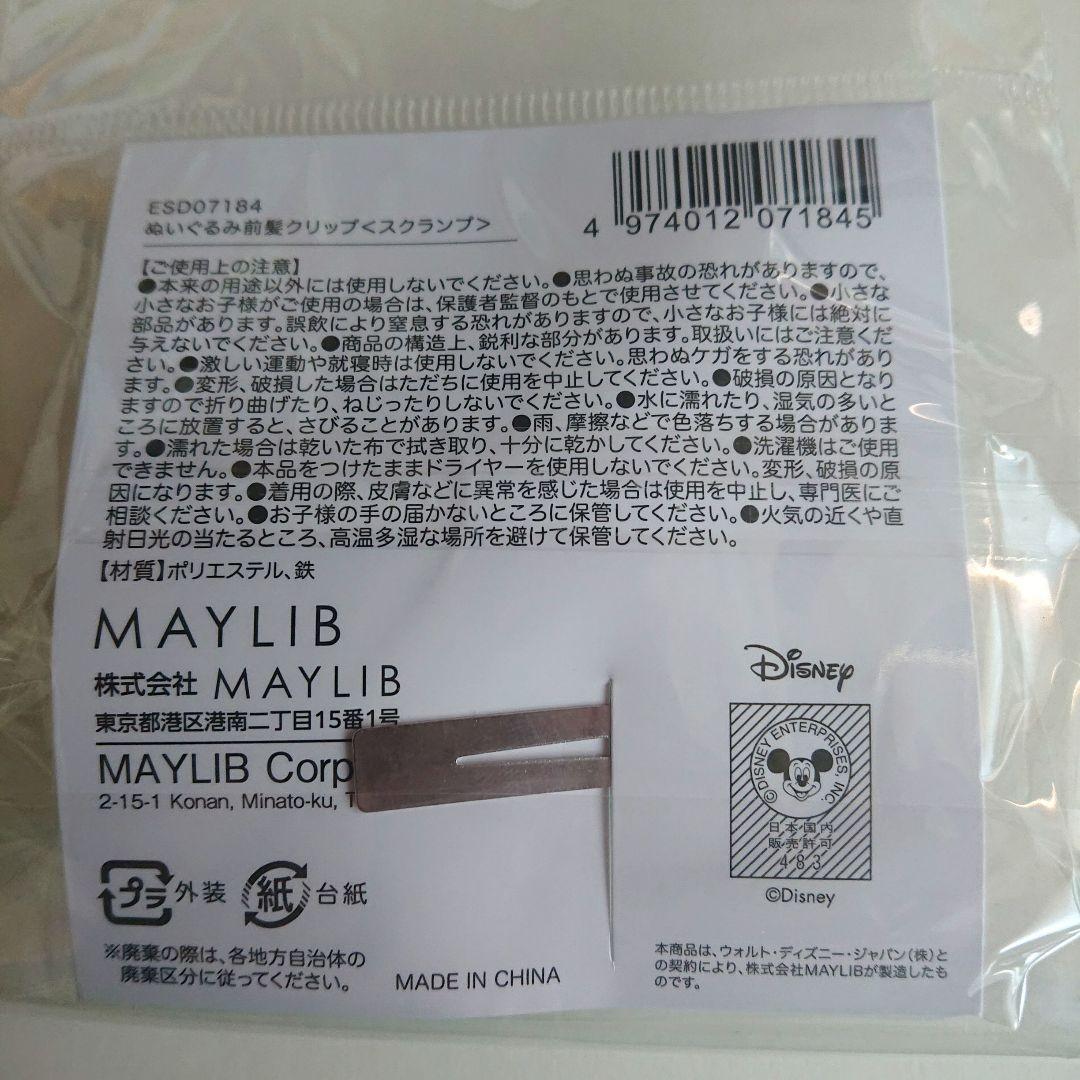 ESD07184
ぬいぐるみ前髪クリップ<スクランプ>
4 974012 071845
【ご使用上の注意】
●本来の用途以外には使用しないでください。●思わぬ事故の恐れがありますので、
小さなお子様がご使用の場合は、保護者監督のもとで使用させてください。●小さな
部品があります。誤飲により窒息する恐れがありますので、小さなお子様には絶対に
与えないでください。●商品の構造上、鋭利な部分があります。取扱いにはご注意くだ
さい。●激しい運動や就寝時は使用しないでください。思わぬケガをする恐れがあり
ます。●変形、破損した場合はただちに使用を中止してください。●破損の原因となり
ますので折り曲げたり、ねじったりしないでください。●水に濡れたり、湿気の多いと
ころに放置すると、さびることがあります。●雨、摩擦などで色落ちする場合がありま
す。●濡れた場合は乾いた布で拭き取り、十分に乾かしてください。●洗濯機はご使用
できません。●本品をつけたままドライヤーを使用しないでください。変形、破損の原
因になります。●着用の際、皮膚などに異常を感じた場合は使用を中止し、専門医にご
相談ください。●お子様の手の届かないところに保管してください。●火気の近くや直
射日光の当たるところ、高温多湿な場所を避けて保管してください。
【材質】ポリエステル、鉄
MAYLIB
株式会社 MAYLIB
東京都港区港南二丁目15番1号
MAYLIB Corp
2-15-1 Konan, Minato-ku,
プラ 外装 紙 台紙
※廃棄の際は、各地方自治体の
廃棄区分に従ってください。
MADE IN CHINA
Disney
©DISNEY ENTERPRISES, INC.
日本国内
販売許可
483
©Disney
本商品は、ウォルト・ディズニー・ジャパン(株)と
の契約により、株式会社MAYLIBが製造したも
のです。